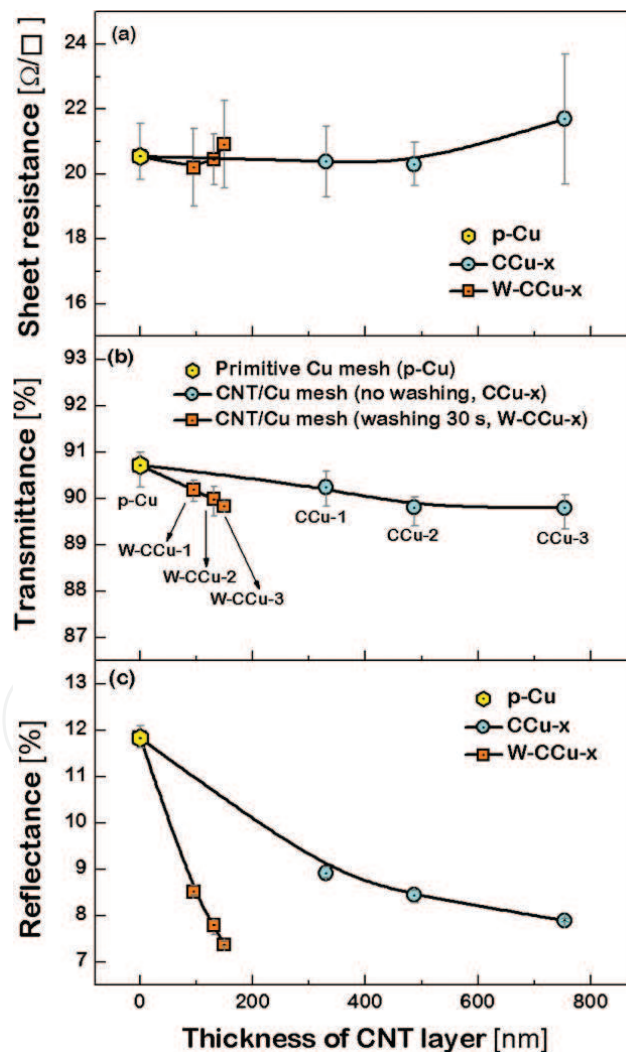 (a)
Sheet resistance [Ω/□]
24
22
20
18
16
p-Cu
CCu-x
W-CCu-x
(b)
Transmittance [%]
93
92
91
90
89
88
87
Primitive Cu mesh (p-Cu)
CNT/Cu mesh (no washing, CCu-x)
CNT/Cu mesh (washing 30 s, W-CCu-x)
p-Cu
CCu-1
CCu-2
CCu-3
W-CCu-1
W-CCu-2
W-CCu-3
(c)
Reflectance [%]
13
12
11
10
9
8
7
p-Cu
CCu-x
W-CCu-x
0 200 400 600 800
Thickness of CNT layer [nm]